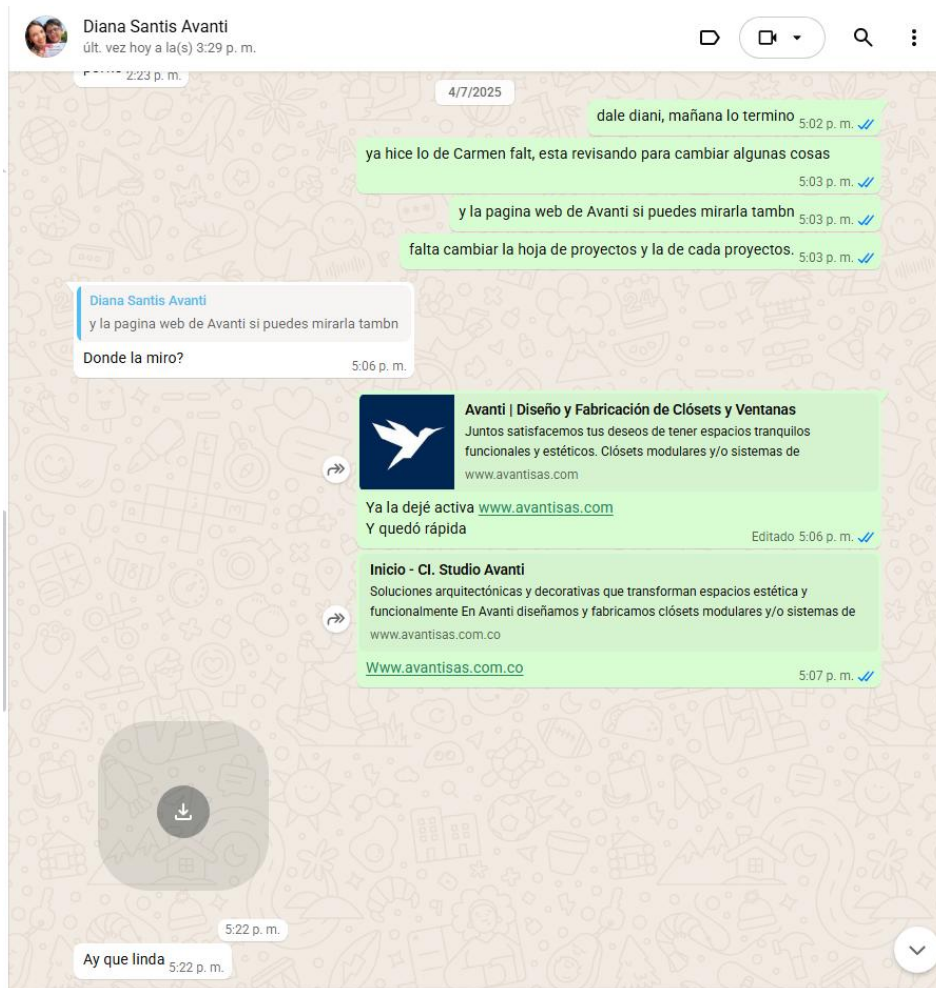 Diana Santis Avanti
últ. vez hoy a la(s) 3:29 p. m.
2:23 p. m.
4/7/2025
dale diani, mañana lo termino 5:02 p. m.
ya hice lo de Carmen falt, esta revisando para cambiar algunas cosas
5:03 p. m.
y la pagina web de Avanti si puedes mirarla tambn 5:03 p. m.
falta cambiar la hoja de proyectos y la de cada proyectos. 5:03 p. m.
Diana Santis Avanti
y la pagina web de Avanti si puedes mirarla tambn
Donde la miro?
5:06 p. m.
Avanti | Diseño y Fabricación de Clósets y Ventanas
Juntos satisfacemos tus deseos de tener espacios tranquilos
funcionales y estéticos. Clósets modulares y/o sistemas de
www.avantisas.com
Ya la dejé activa www.avantisas.com
Y quedó rápida
Editado 5:06 p. m.
Inicio - CI. Studio Avanti
Soluciones arquitectónicas y decorativas que transforman espacios estética y
funcionalmente En Avanti diseñamos y fabricamos clósets modulares y/o sistemas de
www.avantisas.com.co
Www.avantisas.com.co
5:07 p. m.
5:22 p. m.
Ay que linda 5:22 p. m.